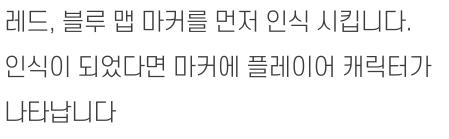 레드, 블루 맵 마커를 먼저 인식 시킵니다.
인식이 되었다면 마커에 플레이어 캐릭터가
나타납니다